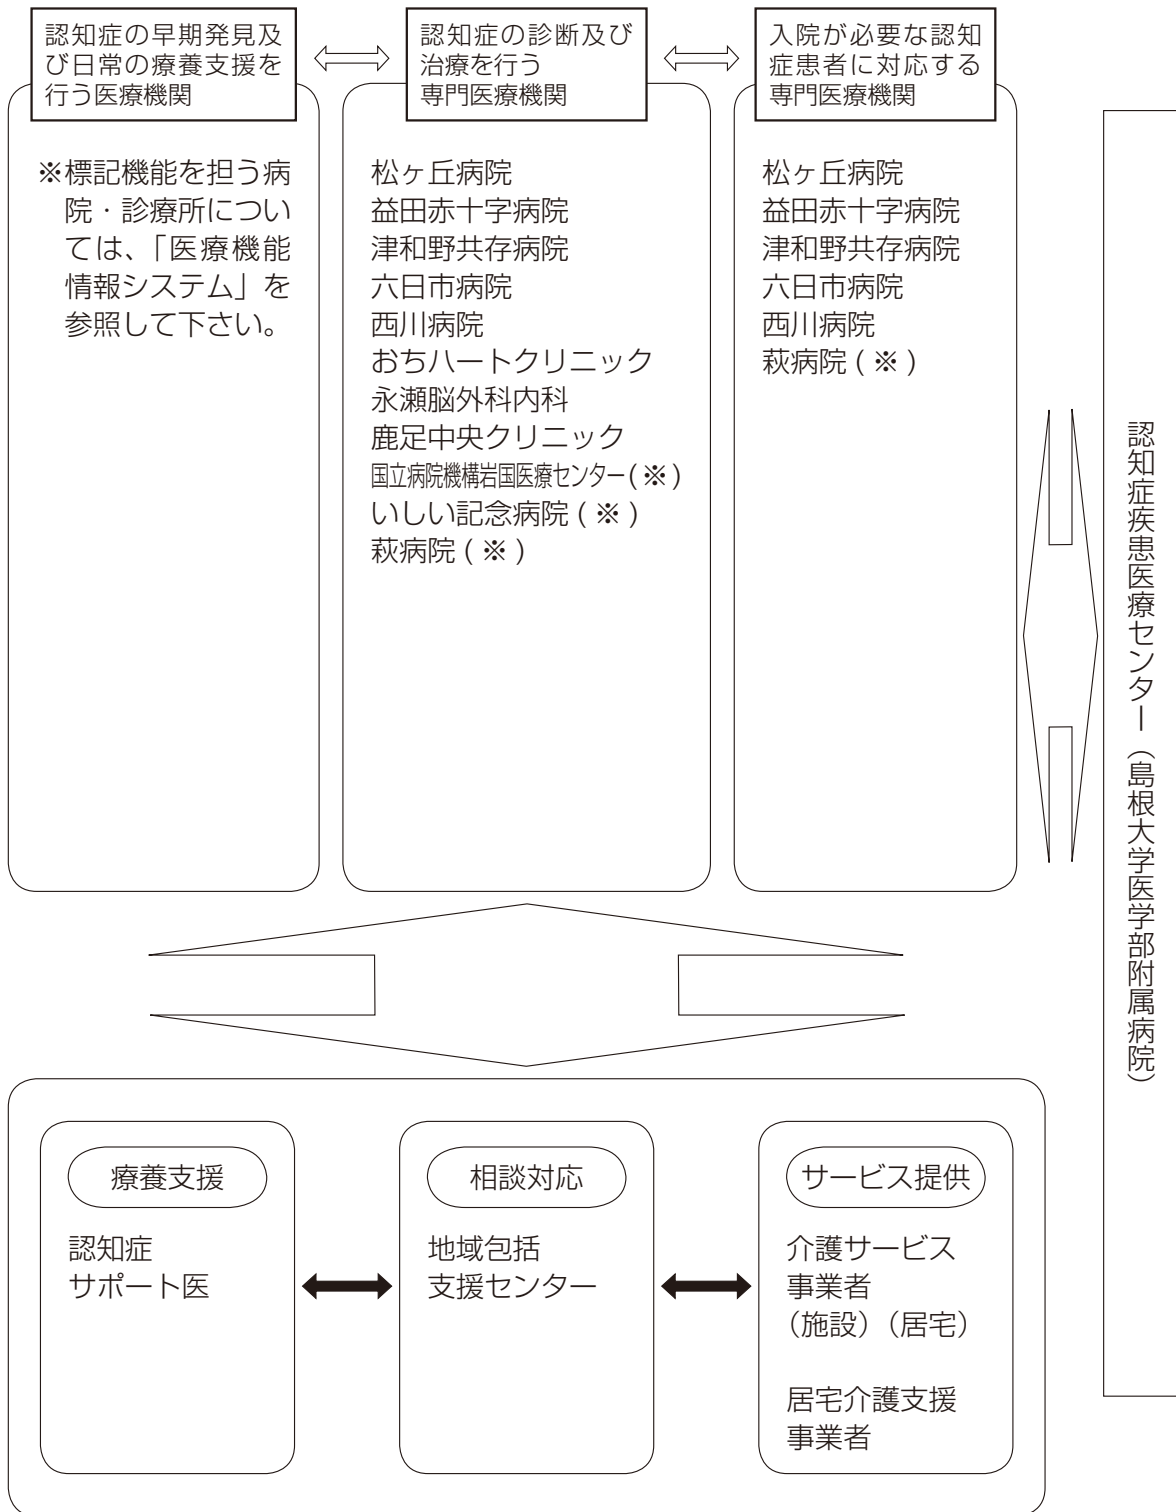 認知症の早期発見及
び日常の療養支援を
行う医療機関
認知症の診断及び
治療を行う
専門医療機関
入院が必要な認知
症患者に対応する
専門医療機関
※標記機能を担う病
院・診療所につい
ては、「医療機能
情報システム」を
参照して下さい。
松ヶ丘病院
益田赤十字病院
津和野共存病院
六日市病院
西川病院
おちハートクリニック
永瀬脳外科内科
鹿足中央クリニック
国立病院機構岩国医療センター(※)
いしい記念病院(※)
萩病院(※)
松ヶ丘病院
益田赤十字病院
津和野共存病院
六日市病院
西川病院
萩病院(※)
認知症疾患医療センター（島根大学医学部附属病院）
療養支援
認知症
サポート医
相談対応
地域包括
支援センター
サービス提供
介護サービス
事業者
（施設）（居宅）
居宅介護支援
事業者